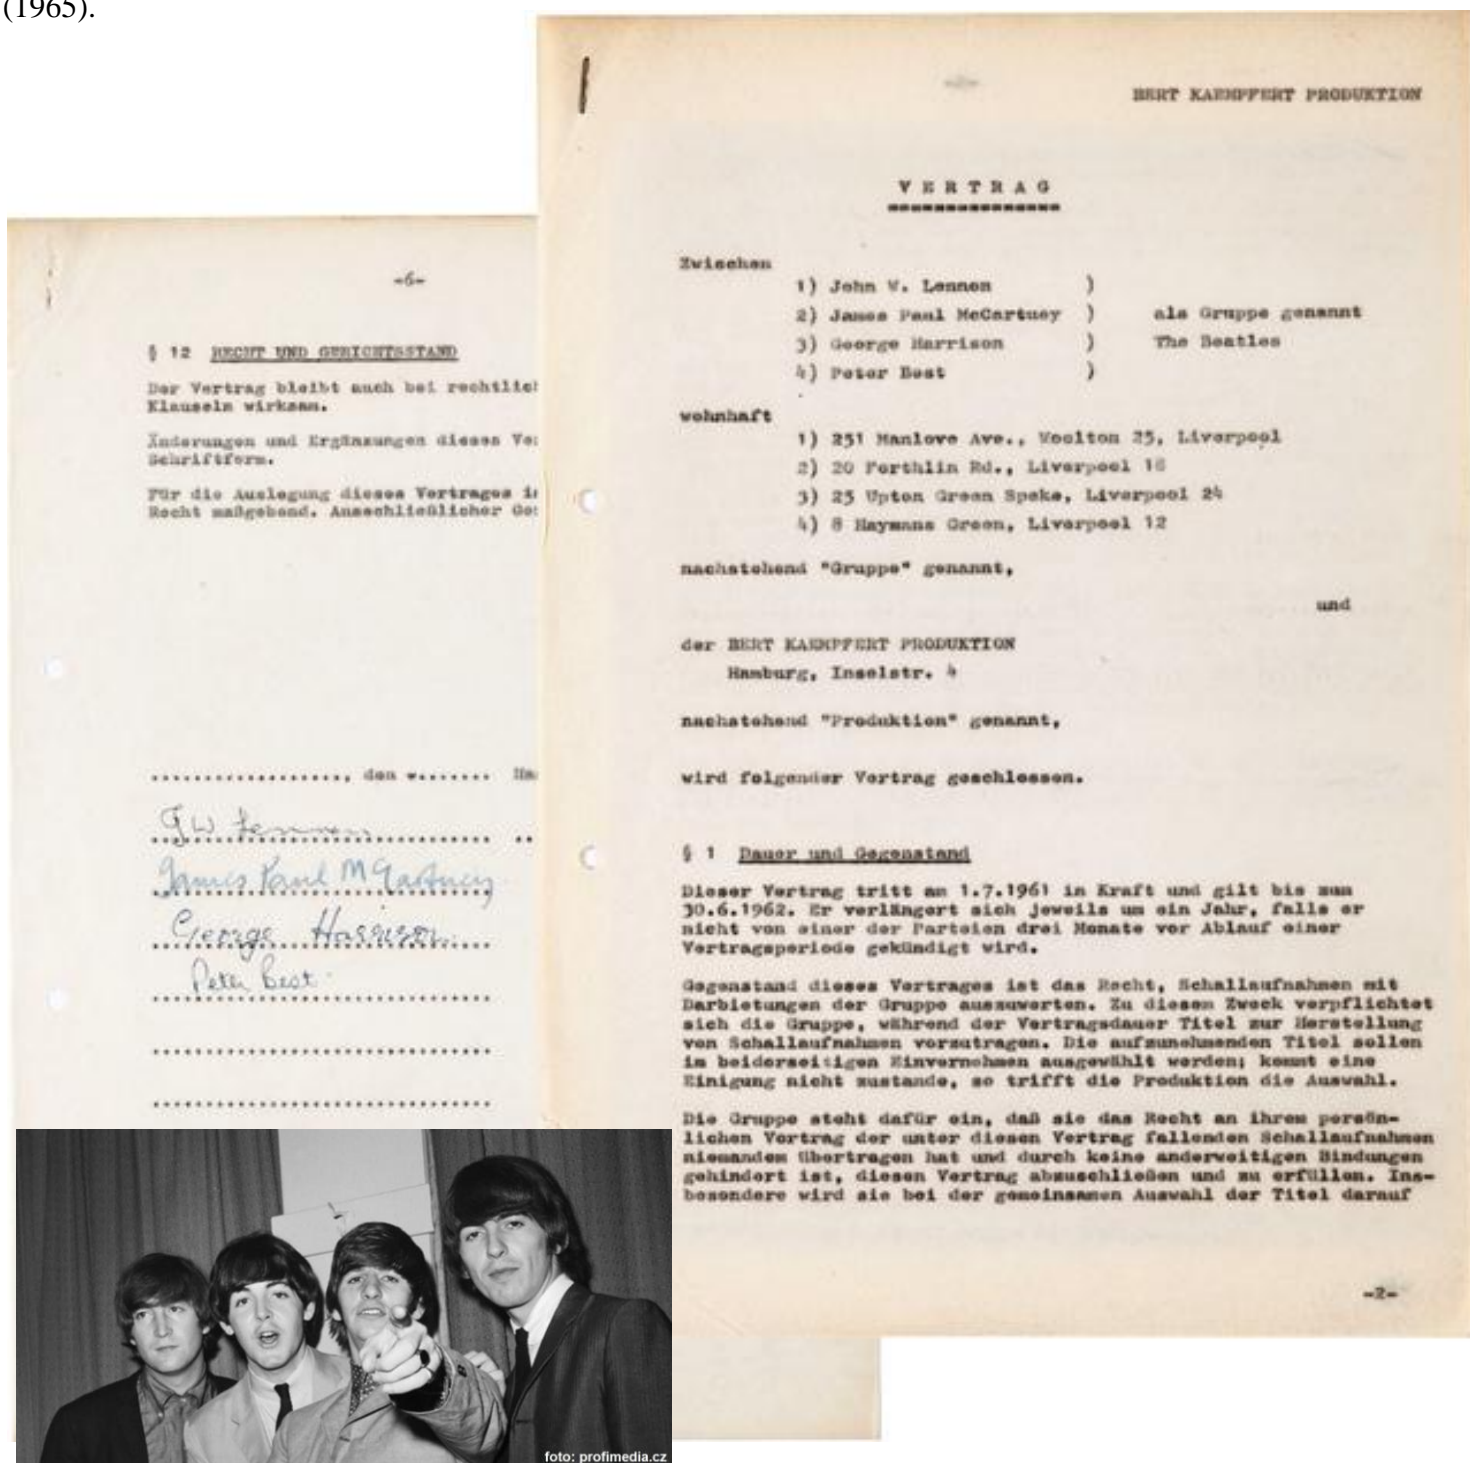 (1965).
-6-
§ 12 RECHT UND GERICHTSSTAND
Der Vertrag bleibt auch bei rechtlich
Klauseln wirksam.
Änderungen und Ergänzungen dieses Ve
Schriftform.
Für die Auslegung dieses Vertrages i
Recht maßgebend. Ausschließlicher Ge
..................., den ........ Ha
JW Lennon
James Paul McCartney
George Harrison.
Peter Best
BERT KAEMPFERT PRODUKTION
VERTRAG
===============
Zwischen
1) John W. Lennon )
2) James Paul McCartney ) als Gruppe genannt
3) George Harrison ) The Beatles
4) Peter Best )
wohnhaft
1) 251 Manlove Ave., Woolton 25, Liverpool
2) 20 Forthlin Rd., Liverpool 18
3) 25 Upton Green Speke, Liverpool 24
4) 8 Haymans Green, Liverpool 12
nachstehend "Gruppe" genannt,
und
der BERT KAEMPFERT PRODUKTION
Hamburg, Inselstr. 4
nachstehend "Produktion" genannt,
wird folgender Vertrag geschlossen.
§ 1 Dauer und Gegenstand
Dieser Vertrag tritt am 1.7.1961 in Kraft und gilt bis zum
30.6.1962. Er verlängert sich jeweils um ein Jahr, falls er
nicht von einer der Parteien drei Monate vor Ablauf einer
Vertragsperiode gekündigt wird.
Gegenstand dieses Vertrages ist das Recht, Schallaufnahmen mit
Darbietungen der Gruppe auszuwerten. Zu diesem Zweck verpflichtet
sich die Gruppe, während der Vertragsdauer Titel zur Herstellung
von Schallaufnahmen vorzutragen. Die aufzunehmenden Titel sollen
im beiderseitigen Einvernehmen ausgewählt werden; kommt eine
Einigung nicht zustande, so trifft die Produktion die Auswahl.
Die Gruppe steht dafür ein, daß sie das Recht an ihrem persön-
lichen Vortrag der unter diesen Vertrag fallenden Schallaufnahmen
niemandem übertragen hat und durch keine anderweitigen Bindungen
gehindert ist, diesen Vertrag abzuschließen und zu erfüllen. Ins-
besondere wird sie bei der gemeinsamen Auswahl der Titel darauf
-2-
foto: profimedia.cz